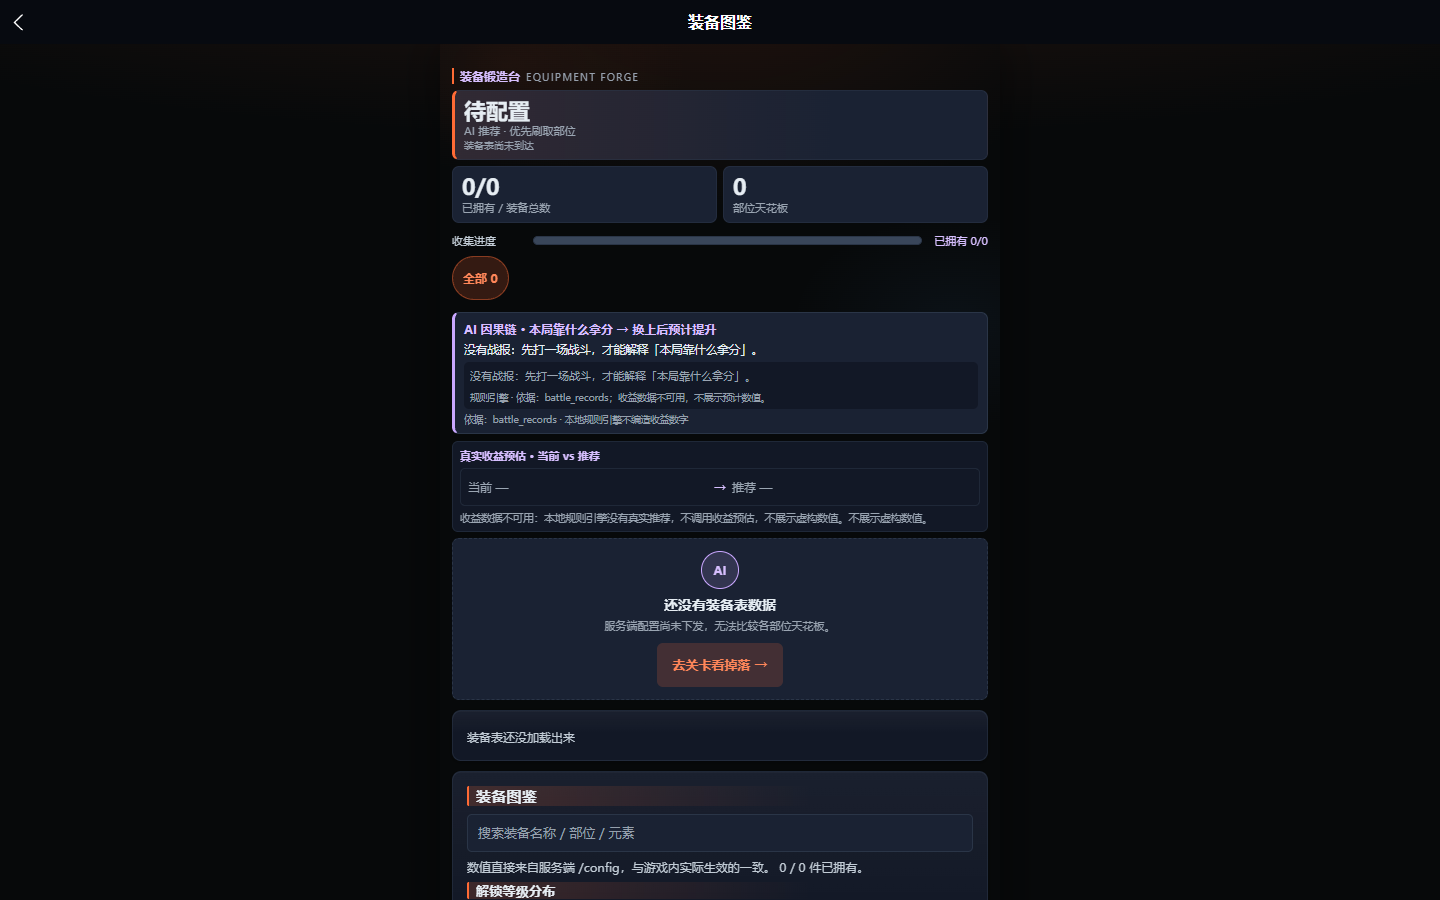 装备图鉴
装备锻造台 EQUIPMENT FORGE
待配置
AI 推荐 · 优先刷取部位
装备表尚未到达
0/0
已拥有 / 装备总数
0
部位天花板
收集进度
已拥有 0/0
全部 0
AI 因果链 • 本局靠什么拿分 → 换上后预计提升
没有战报：先打一场战斗，才能解释「本局靠什么拿分」。
没有战报：先打一场战斗，才能解释「本局靠什么拿分」。
规则引擎 · 依据：battle_records；收益数据不可用，不展示预计数值。
依据：battle_records · 本地规则引擎不编造收益数字
真实收益预估 • 当前 vs 推荐
当前 —
→ 推荐 —
收益数据不可用：本地规则引擎没有真实推荐，不调用收益预估，不展示虚构数值。不展示虚构数值。
AI
还没有装备表数据
服务端配置尚未下发，无法比较各部位天花板。
去关卡看掉落 →
装备表还没加载出来
装备图鉴
搜索装备名称 / 部位 / 元素
数值直接来自服务端 /config，与游戏内实际生效的一致。 0 / 0 件已拥有。
解锁等级分布